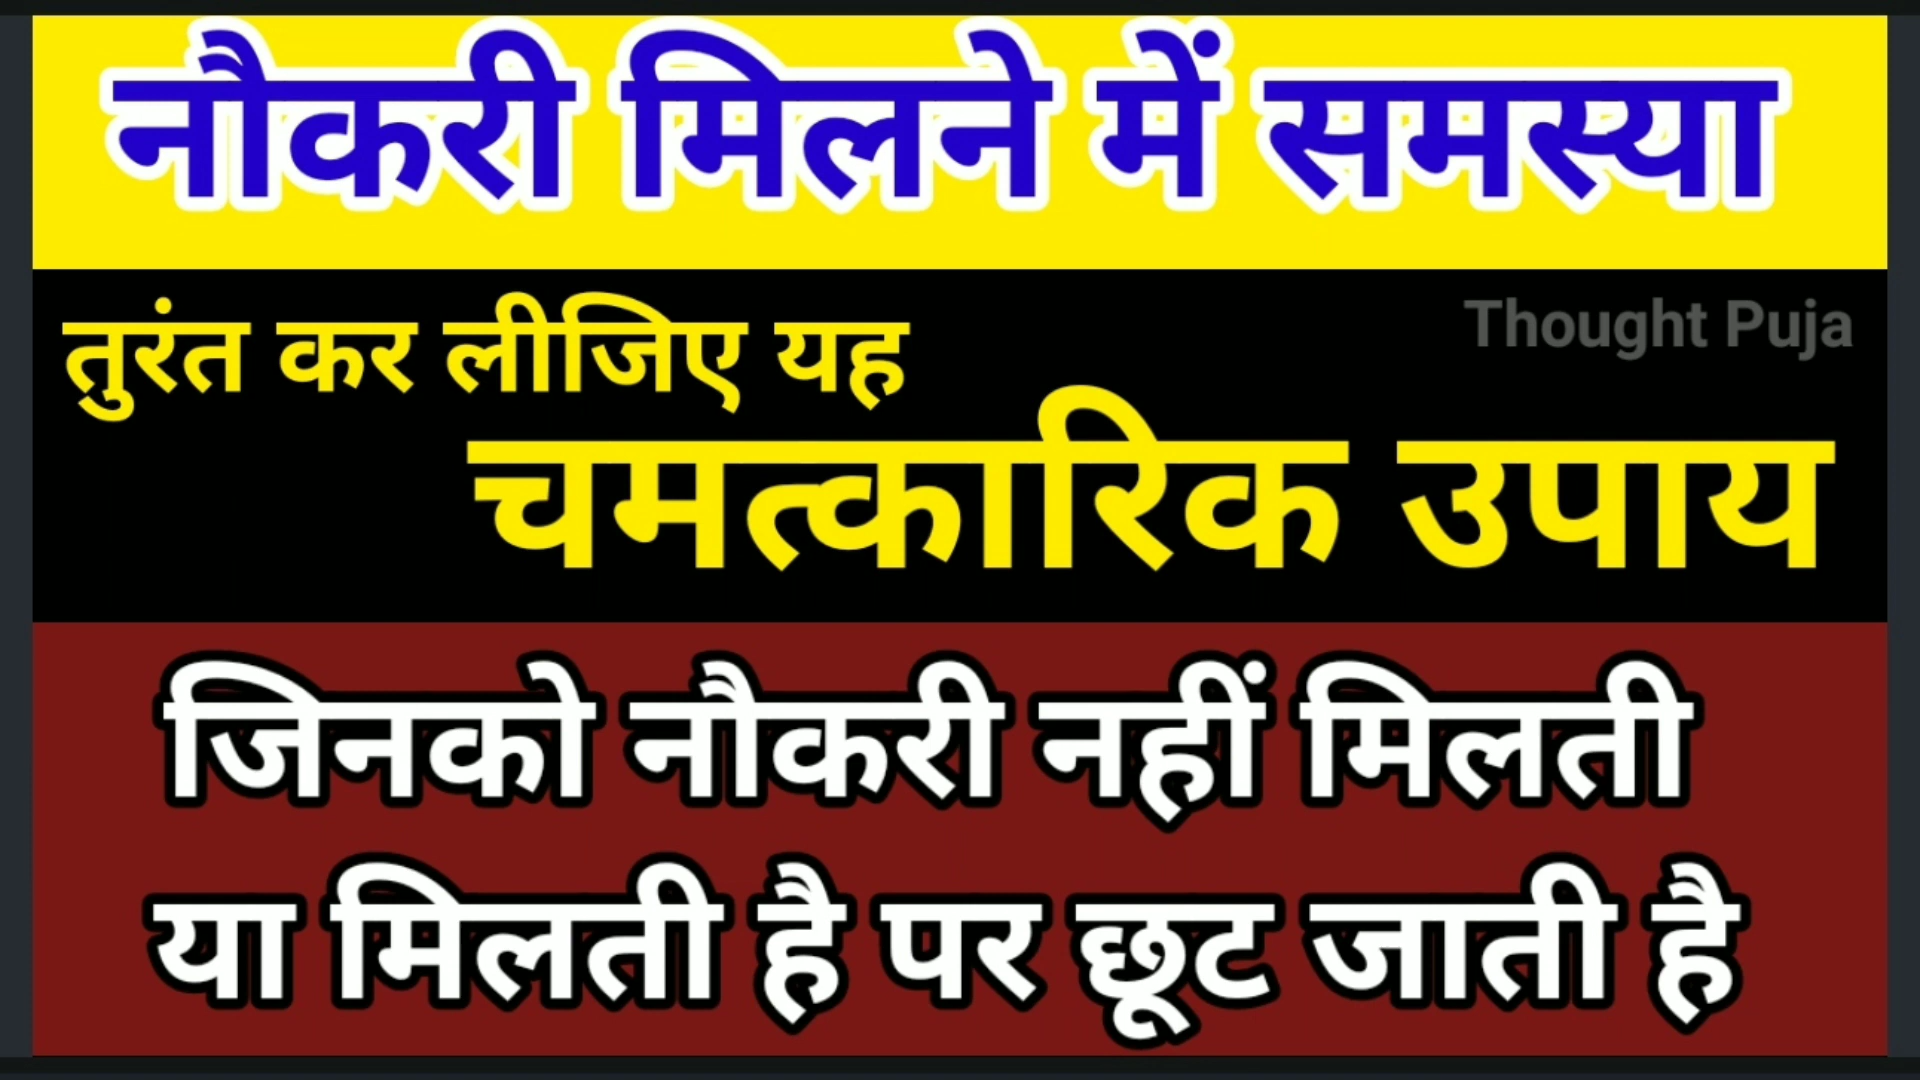 नौकरी मिलने में समस्या
तुरंत कर लीजिए यह
Thought Puja
चमत्कारिक उपाय
जिनको नौकरी नहीं मिलती
या मिलती है पर छूट जाती है